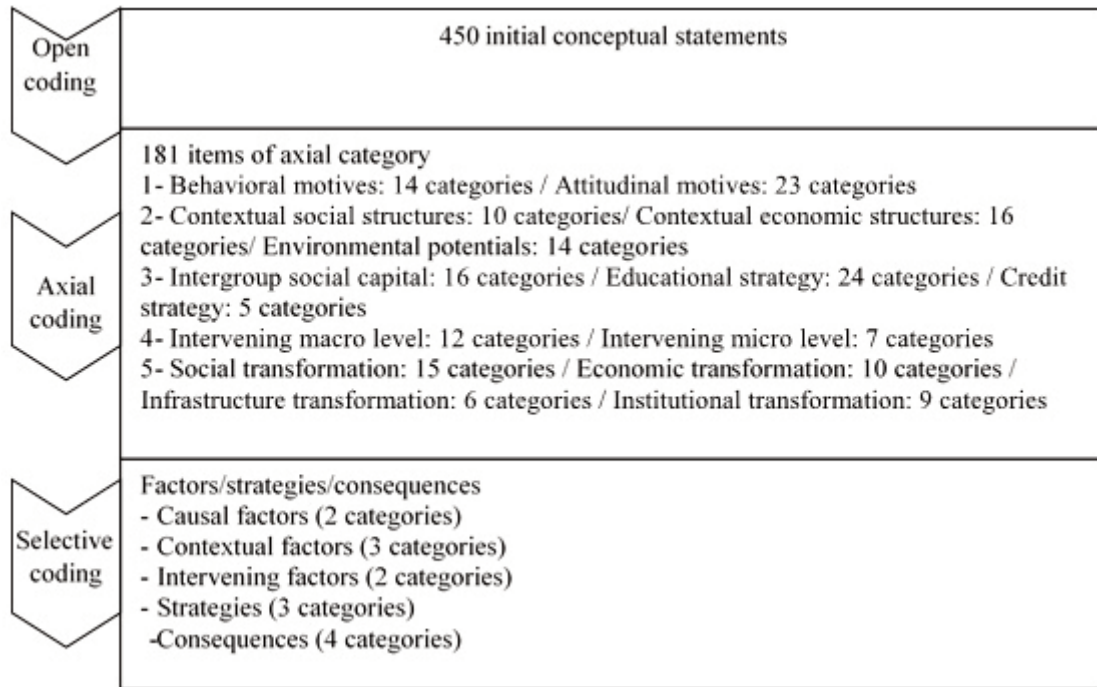 Open
coding
450 initial conceptual statements
Axial
coding
181 items of axial category
1- Behavioral motives: 14 categories / Attitudinal motives: 23 categories
2- Contextual social structures: 10 categories/ Contextual economic structures: 16
categories/ Environmental potentials: 14 categories
3- Intergroup social capital: 16 categories / Educational strategy: 24 categories / Credit
strategy: 5 categories
4- Intervening macro level: 12 categories / Intervening micro level: 7 categories
5- Social transformation: 15 categories / Economic transformation: 10 categories /
Infrastructure transformation: 6 categories / Institutional transformation: 9 categories
Selective
coding
Factors/strategies/consequences
- Causal factors (2 categories)
- Contextual factors (3 categories)
- Intervening factors (2 categories)
- Strategies (3 categories)
-Consequences (4 categories)